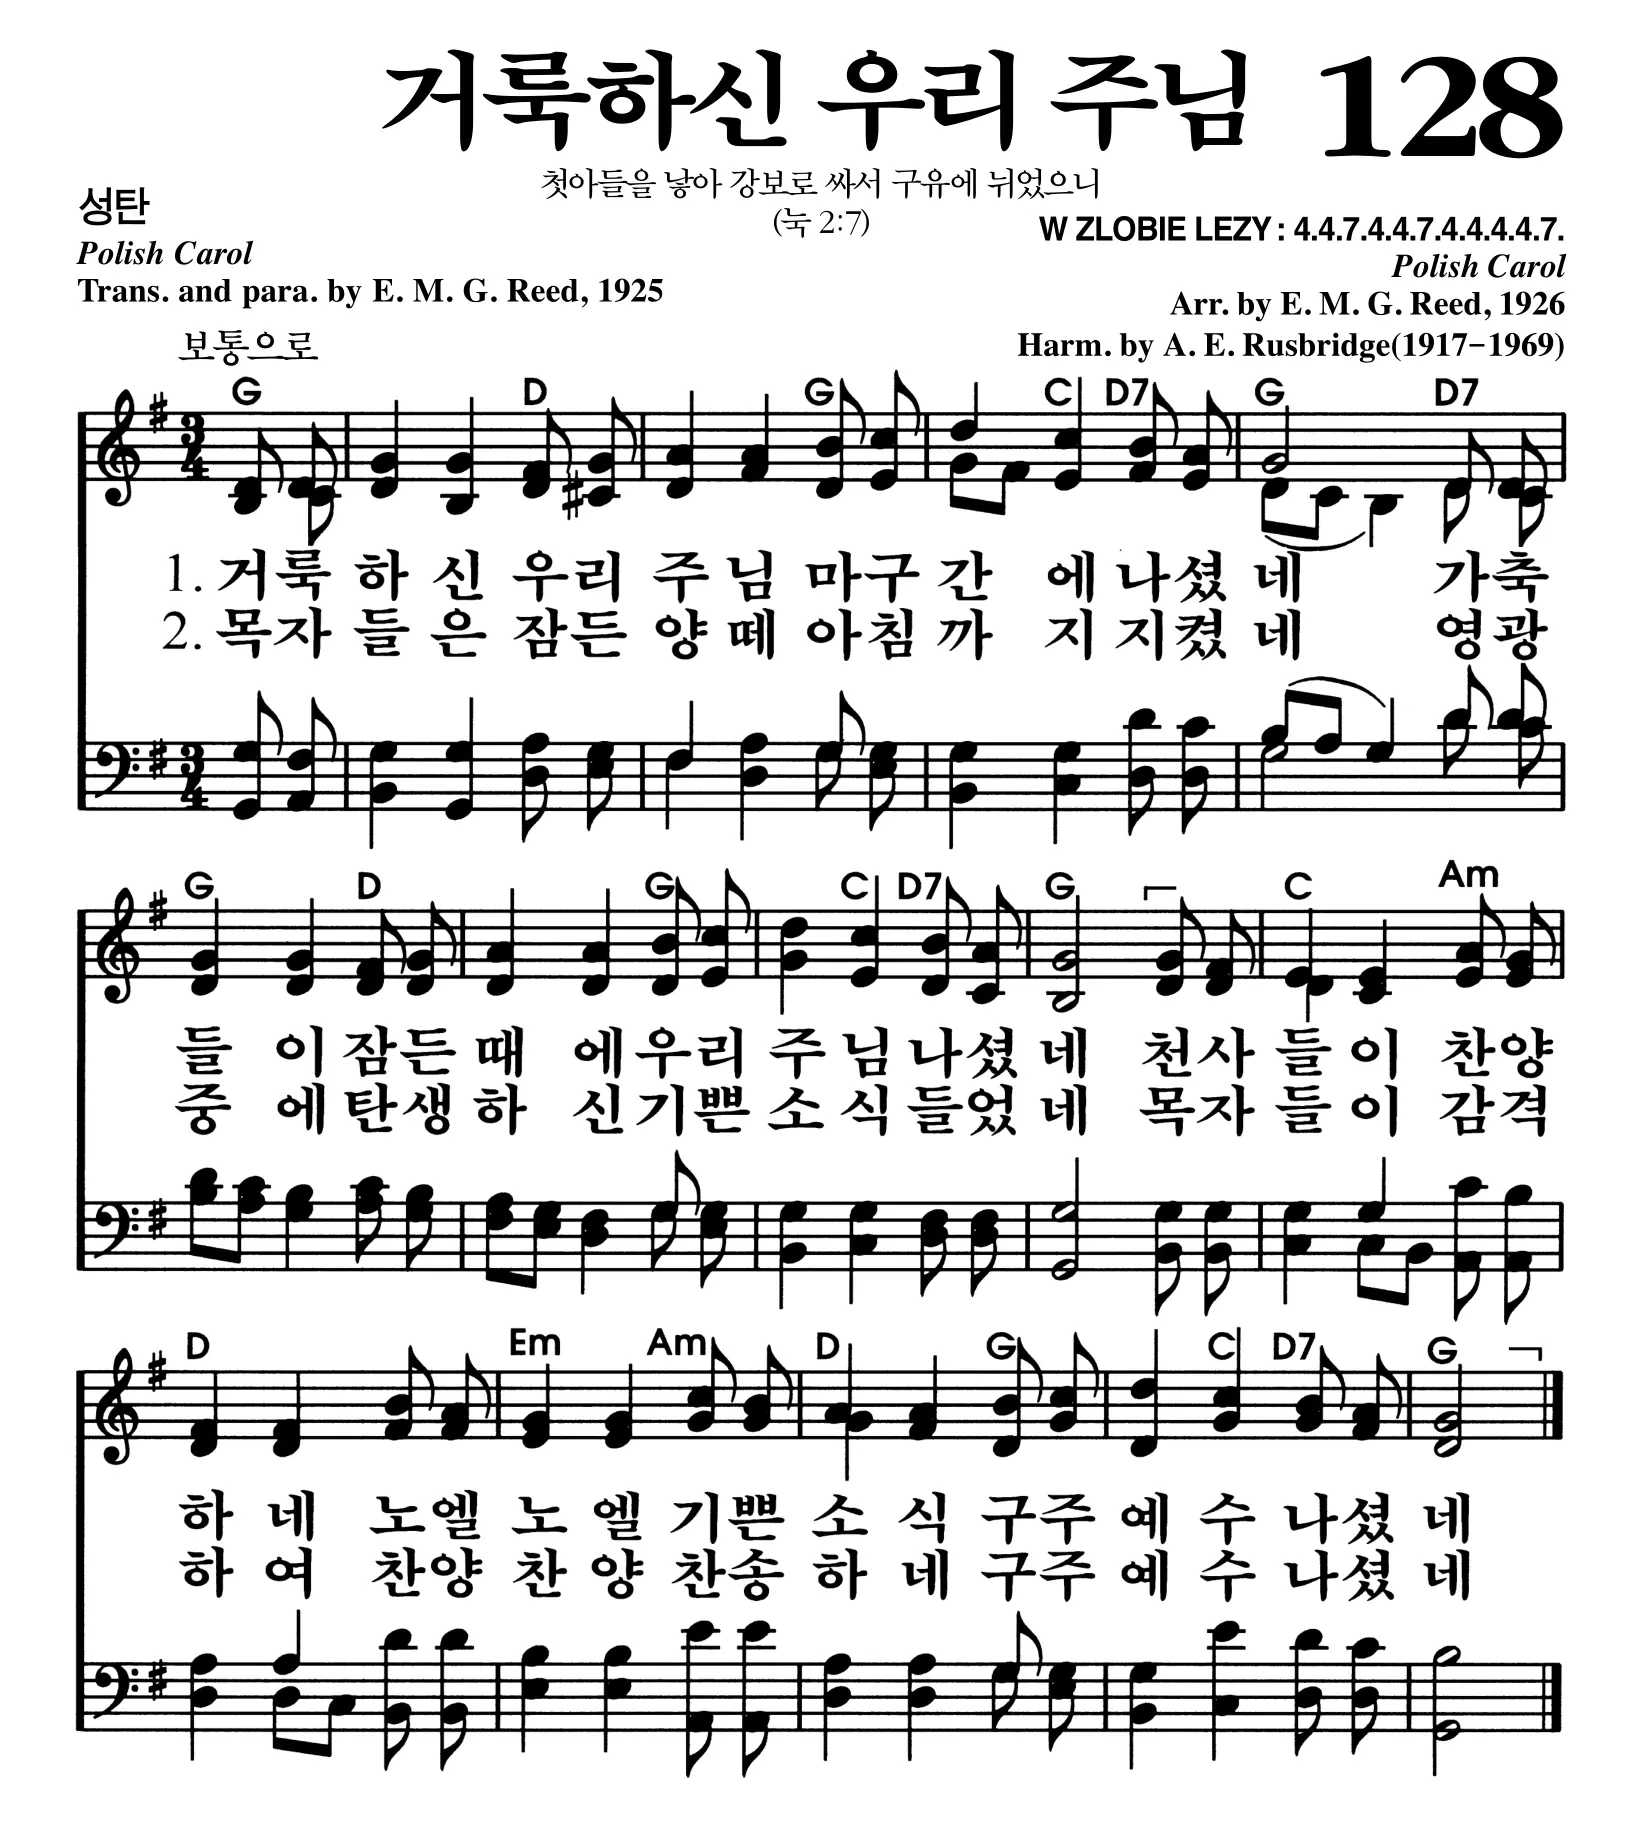 거룩하신 우리 주님 128
첫아들을 낳아 강보로 싸서 구유에 뉘었으니
(눅 2:7)
성탄
Polish Carol
Trans. and para. by E. M. G. Reed, 1925
W ZLOBIE LEZY : 4.4.7.4.4.7.4.4.4.4.7.
Polish Carol
Arr. by E. M. G. Reed, 1926
Harm. by A. E. Rusbridge(1917-1969)
보통으로
G D G C D7 G D7
3 4
1. 거룩 하 신 우리 주 님 마구 간 에 나셨 네 가축
2. 목자 들 은 잠든 양 떼 아침 까 지 지켰 네 영광
3 4
G D G C D7 G C Am
들 이 잠든 때 에 우리 주 님 나셨 네 천사 들 이 찬양
중 에 탄생 하 신 기쁜 소 식 들었 네 목자 들 이 감격
D Em Am D G C D7 G
하 네 노엘 노 엘 기쁜 소 식 구주 예 수 나셨 네
하 여 찬양 찬 양 찬송 하 네 구주 예 수 나셨 네